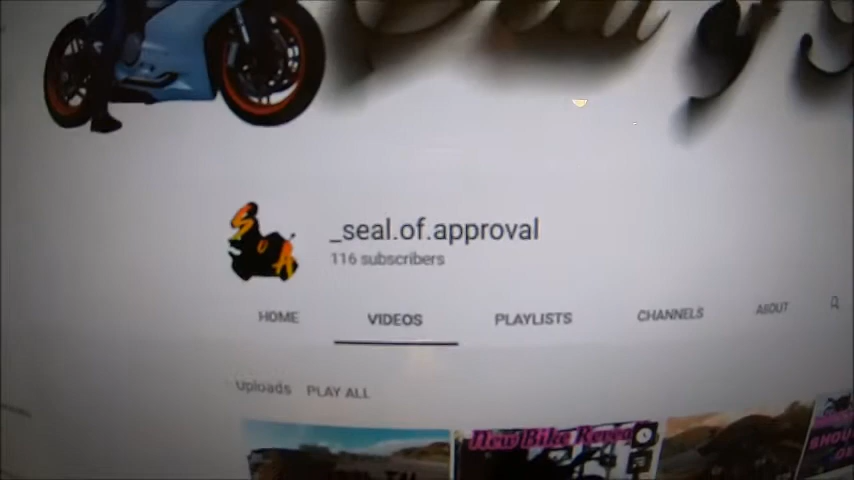 _seal.of.approval
116 subscribers
HOME VIDEOS PLAYLISTS CHANNELS ABOUT
Uploads PLAY ALL
New Bike Reveal